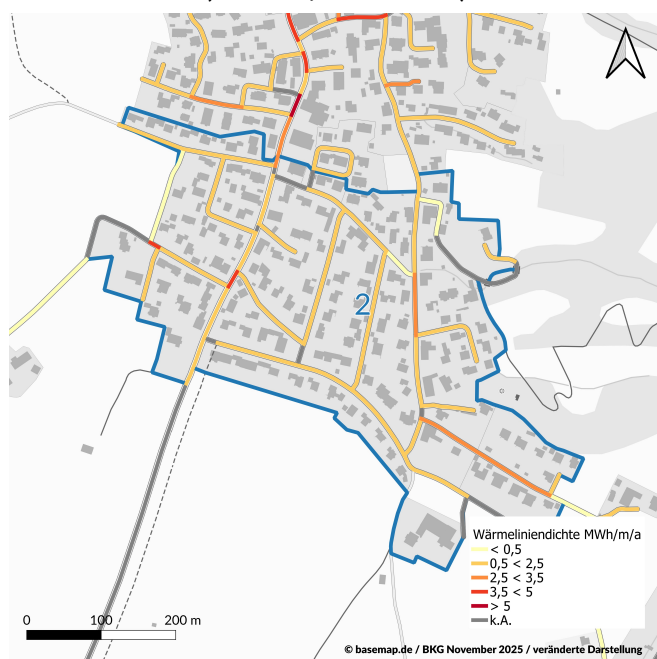 2
Wärmeliniendichte MWh/m/a
< 0,5
0,5 < 2,5
2,5 < 3,5
3,5 < 5
> 5
k.A.
0 100 200 m
© basemap.de / BKG November 2025 / veränderte Darstellung